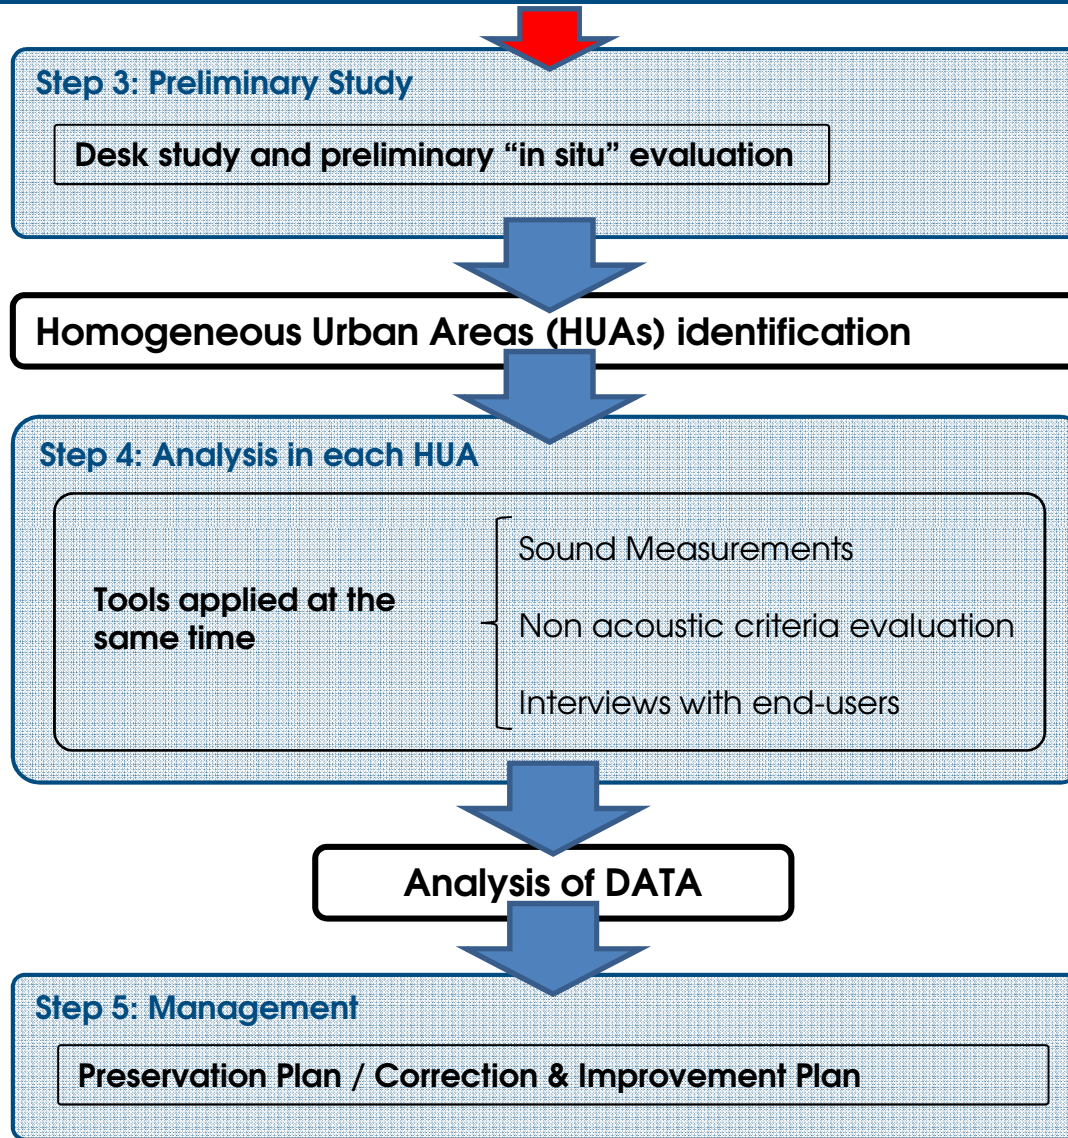 Step 3: Preliminary Study
Desk study and preliminary “in situ” evaluation
Homogeneous Urban Areas (HUAs) identification
Step 4: Analysis in each HUA
Tools applied at the
same time
Sound Measurements
Non acoustic criteria evaluation
Interviews with end-users
Analysis of DATA
Step 5: Management
Preservation Plan / Correction & Improvement Plan